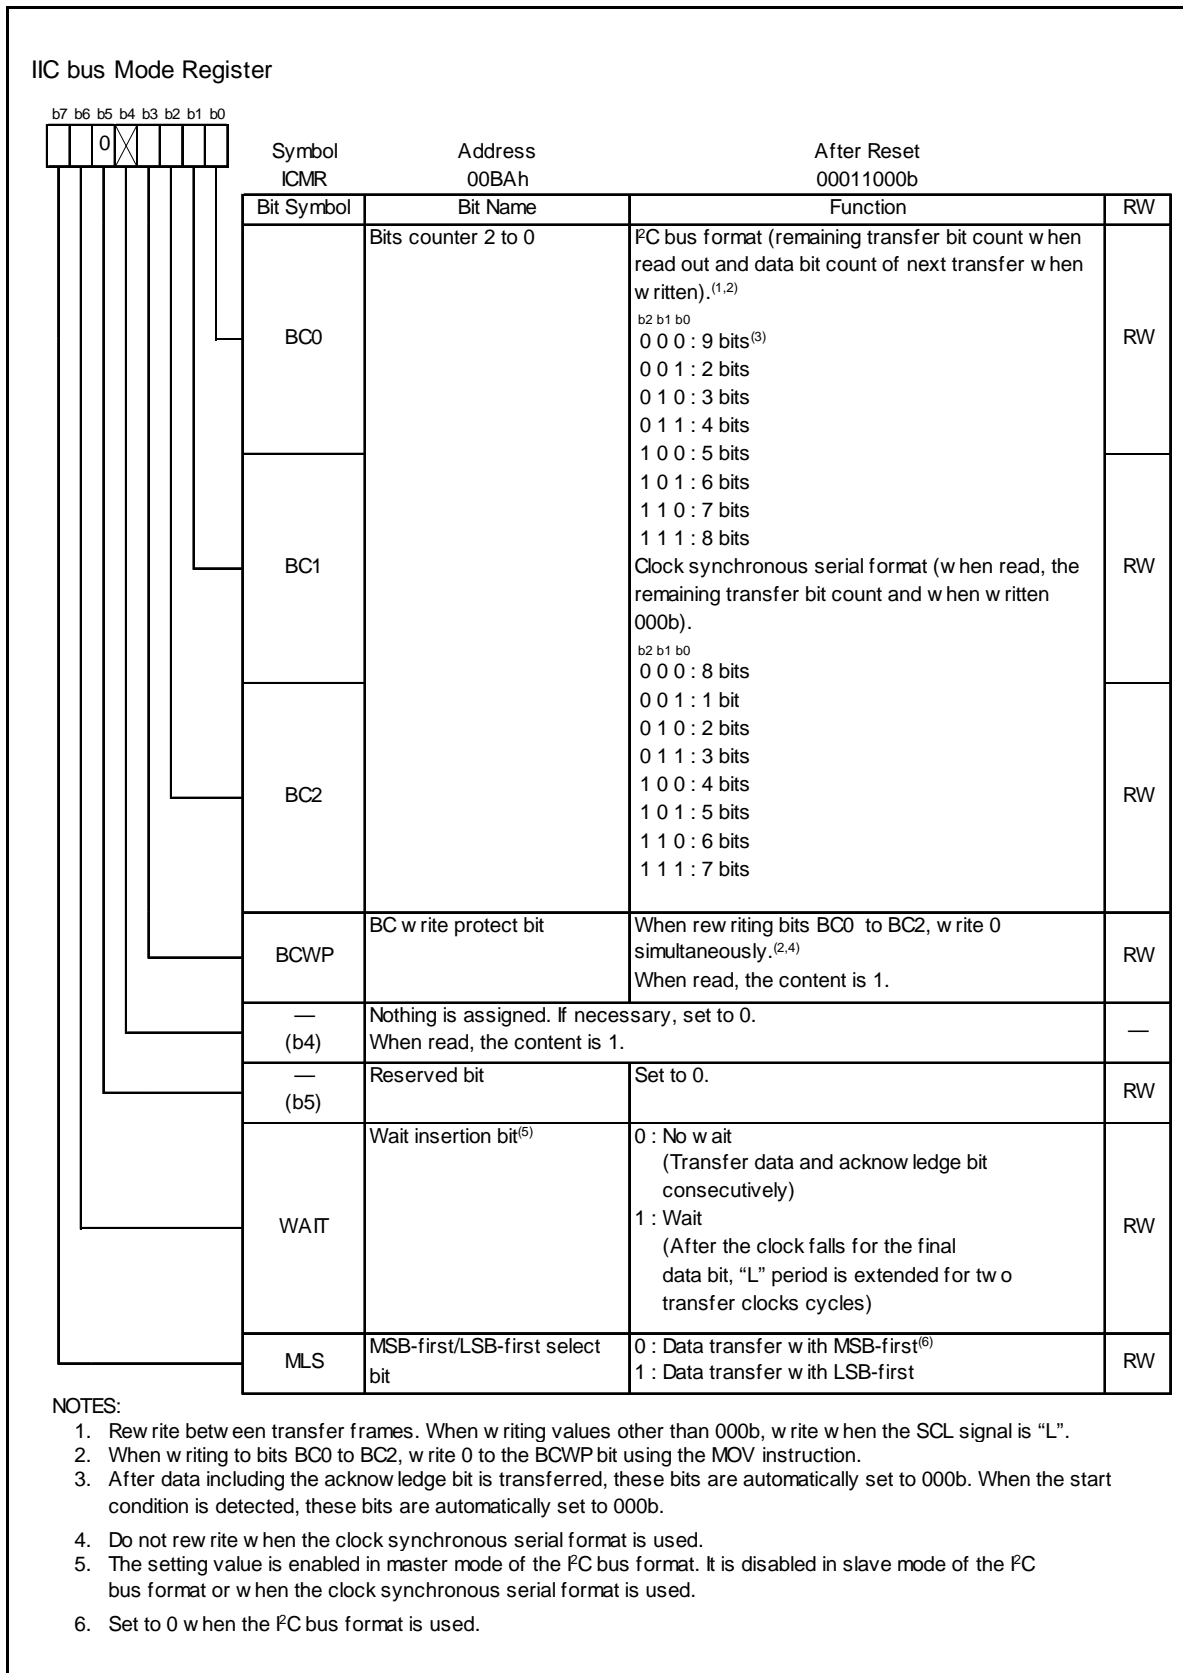 IIC bus Mode Register
b7 b6 b5 b4 b3 b2 b1 b0
0
Symbol Address After Reset
ICMR 00BAh 00011000b
Bit Symbol Bit Name Function RW
BC0 Bits counter 2 to 0 I²C bus format (remaining transfer bit count when
read out and data bit count of next transfer when
written).(1,2)
b2 b1 b0
0 0 0 : 9 bits(3) RW
0 0 1 : 2 bits
0 1 0 : 3 bits
0 1 1 : 4 bits
1 0 0 : 5 bits
1 0 1 : 6 bits
1 1 0 : 7 bits
1 1 1 : 8 bits
BC1 Clock synchronous serial format (when read, the RW
remaining transfer bit count and when written
000b).
b2 b1 b0
0 0 0 : 8 bits
0 0 1 : 1 bit
0 1 0 : 2 bits
0 1 1 : 3 bits
BC2 1 0 0 : 4 bits RW
1 0 1 : 5 bits
1 1 0 : 6 bits
1 1 1 : 7 bits
BCWP BC write protect bit When rewriting bits BC0 to BC2, write 0
simultaneously.(2,4) RW
When read, the content is 1.
— Nothing is assigned. If necessary, set to 0. —
(b4) When read, the content is 1.
— Reserved bit Set to 0. RW
(b5)
WAIT Wait insertion bit(5) 0 : No wait
(Transfer data and acknowledge bit
consecutively)
1 : Wait RW
(After the clock falls for the final
data bit, “L” period is extended for two
transfer clocks cycles)
MLS MSB-first/LSB-first select 0 : Data transfer with MSB-first(6) RW
bit 1 : Data transfer with LSB-first
NOTES:
1. Rewrite between transfer frames. When writing values other than 000b, write when the SCL signal is “L”.
2. When writing to bits BC0 to BC2, write 0 to the BCWP bit using the MOV instruction.
3. After data including the acknowledge bit is transferred, these bits are automatically set to 000b. When the start
condition is detected, these bits are automatically set to 000b.
4. Do not rewrite when the clock synchronous serial format is used.
5. The setting value is enabled in master mode of the I²C bus format. It is disabled in slave mode of the I²C
bus format or when the clock synchronous serial format is used.
6. Set to 0 when the I²C bus format is used.